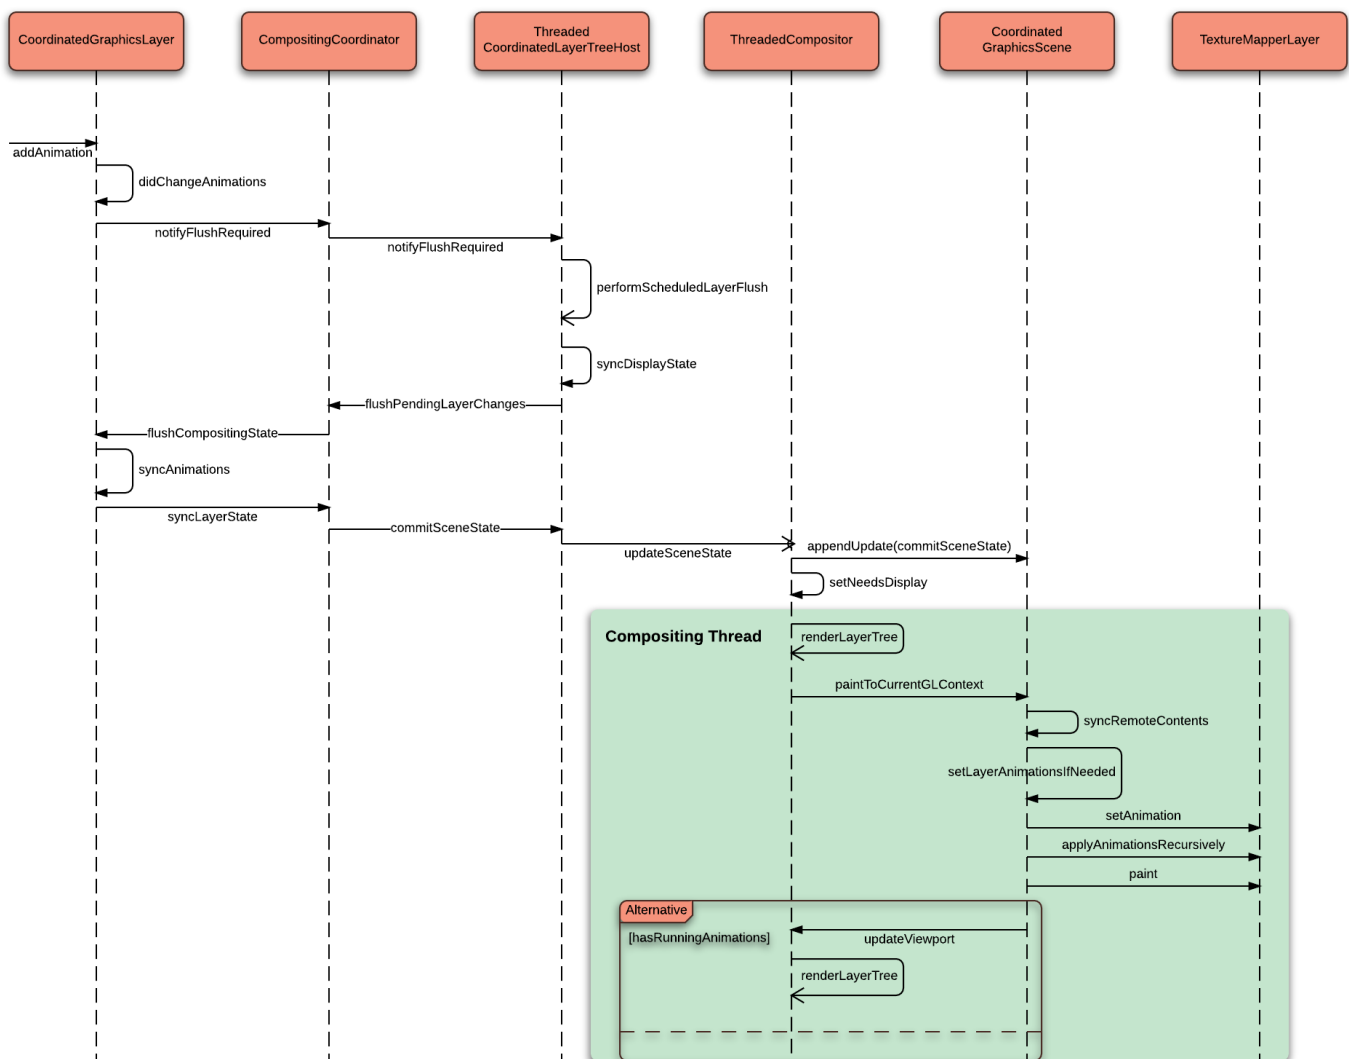 CoordinatedGraphicsLayer
CompositingCoordinator
Threaded
CoordinatedLayerTreeHost
ThreadedCompositor
Coordinated
GraphicsScene
TextureMapperLayer
addAnimation
didChangeAnimations
notifyFlushRequired
notifyFlushRequired
performScheduledLayerFlush
syncDisplayState
flushPendingLayerChanges
flushCompositingState
syncAnimations
syncLayerState
commitSceneState
updateSceneState
appendUpdate(commitSceneState)
setNeedsDisplay
Compositing Thread
renderLayerTree
paintToCurrentGLContext
syncRemoteContents
setLayerAnimationsIfNeeded
setAnimation
applyAnimationsRecursively
paint
Alternative
[hasRunningAnimations]
updateViewport
renderLayerTree